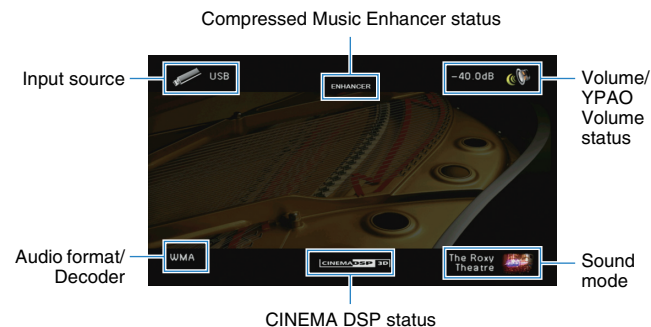 Compressed Music Enhancer status
Input source
USB
ENHANCER
-40.0dB
Volume/
YPAO
Volume
status
Audio format/
Decoder
WMA
CINEMA DSP 3D
The Roxy
Theatre
Sound
mode
CINEMA DSP status